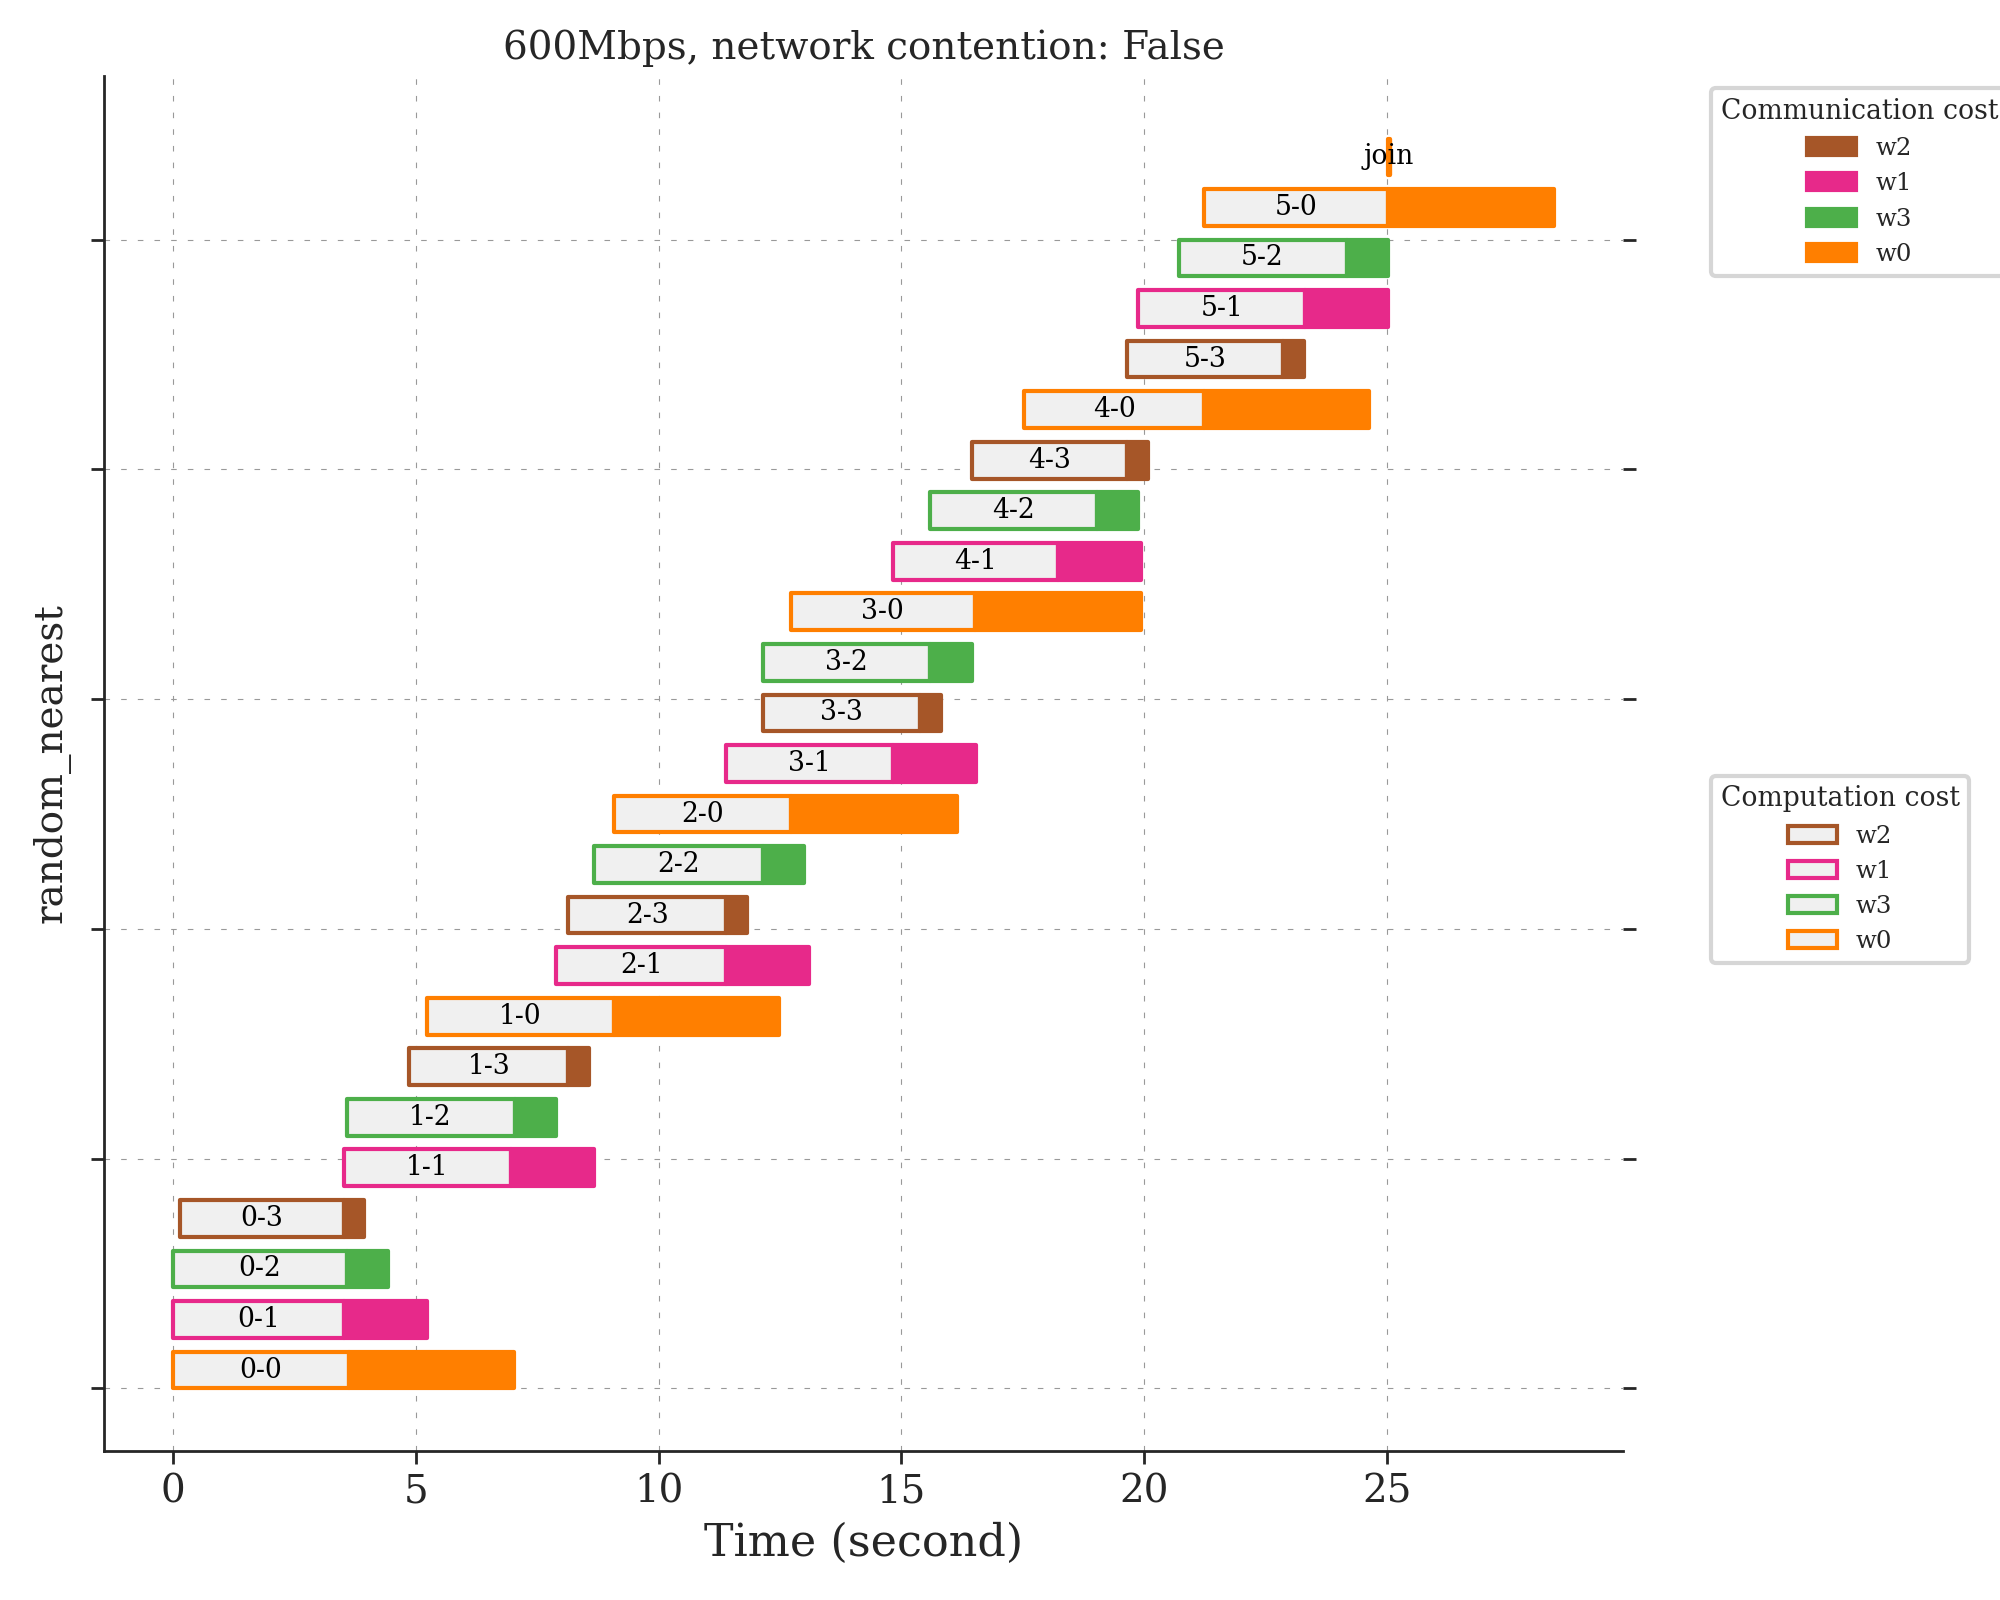 600Mbps, network contention: False
Communication cost
w2
w1
w3
w0
join
5-0
5-2
5-1
5-3
4-0
4-3
4-2
4-1
3-0
3-2
3-3
3-1
2-0
2-2
2-3
2-1
1-0
1-3
1-2
1-1
0-3
0-2
0-1
0-0
random_nearest
Computation cost
w2
w1
w3
w0
0 5 10 15 20 25
Time (second)